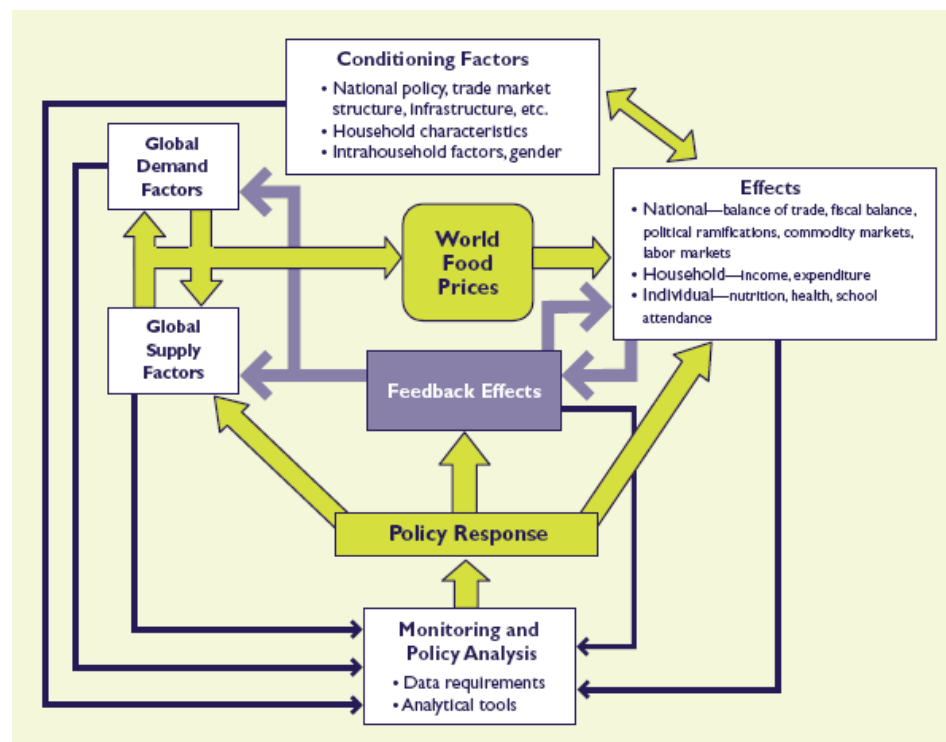 Conditioning Factors
• National policy, trade market
structure, infrastructure, etc.
• Household characteristics
• Intrahousehold factors, gender
Global
Demand
Factors
Effects
• National—balance of trade, fiscal balance,
political ramifications, commodity markets,
labor markets
• Household—income, expenditure
• Individual—nutrition, health, school
attendance
World
Food
Prices
Global
Supply
Factors
Feedback Effects
Policy Response
Monitoring and
Policy Analysis
• Data requirements
• Analytical tools